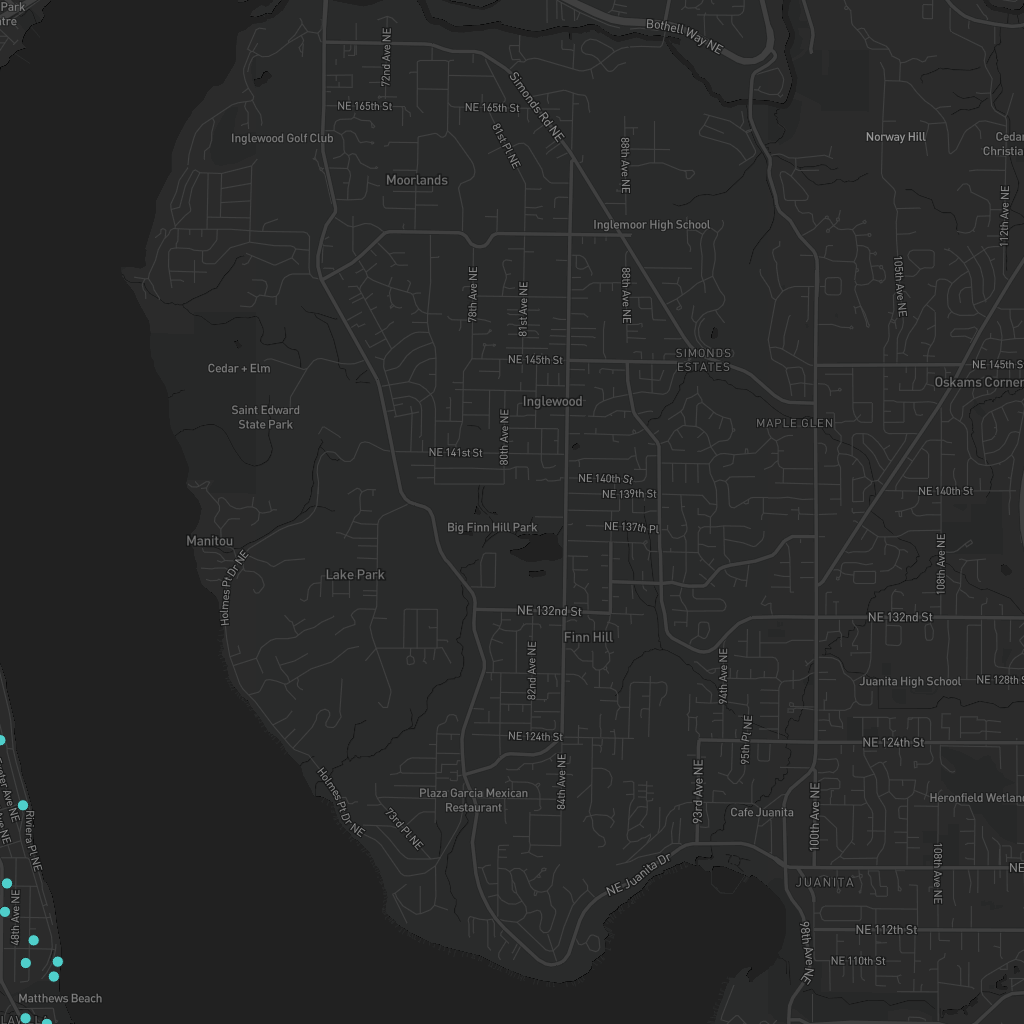 Park
ntre
Bothell Way NE
72nd Ave NE
Simonds Rd NE
NE 165th St
NE 165th St
Inglewood Golf Club
81st Pl NE
88th Ave NE
Norway Hill
Cedar
Christian
Moorlands
112th Ave NE
Inglemoor High School
78th Ave NE
81st Ave NE
88th Ave NE
105th Ave NE
NE 145th St
SIMONDS
ESTATES
NE 145th S
Cedar + Elm
Oskams Corner
Inglewood
Saint Edward
State Park
80th Ave NE
MAPLE GLEN
NE 141st St
NE 140th St
NE 139th St
NE 140th St
Big Finn Hill Park
NE 137th Pl
Manitou
Holmes Pt Dr NE
Lake Park
108th Ave NE
NE 132nd St
NE 132nd St
Finn Hill
82nd Ave NE
94th Ave NE
Juanita High School
NE 128th S
NE 124th St
95th Pl NE
NE 124th St
84th Ave NE
93rd Ave NE
Holmes Pt Dr NE
Plaza Garcia Mexican
Restaurant
73rd Pl NE
Cafe Juanita
100th Ave NE
Heronfield Wetland
Exeter Ave NE
Ave NE
Riviera Pl NE
NE Juanita Dr
108th Ave NE
NE
JUANITA
48th Ave NE
98th Ave NE
NE 112th St
NE 110th St
Matthews Beach